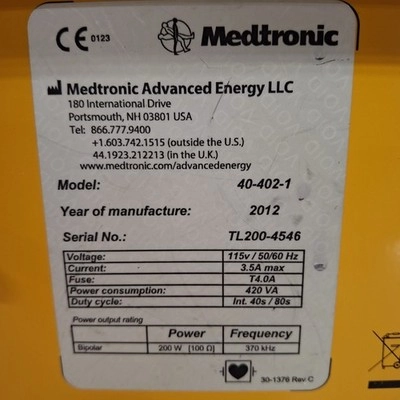 CE 0123 Medtronic
Medtronic Advanced Energy LLC
180 International Drive
Portsmouth, NH 03801 USA
Tel: 866.777.9400
+1.603.742.1515 (outside the U.S.)
44.1923.212213 (in the U.K.)
www.medtronic.com/advancedenergy
Model: 40-402-1
Year of manufacture: 2012
Serial No.: TL200-4546
Voltage: 115v / 50/60 Hz
Current: 3.5A max
Fuse: T4.0A
Power consumption: 420 VA
Duty cycle: Int. 40s / 80s
Power output rating
Power Frequency
Bipolar 200 W [100 Ω] 370 kHz
30-1376 Rev C